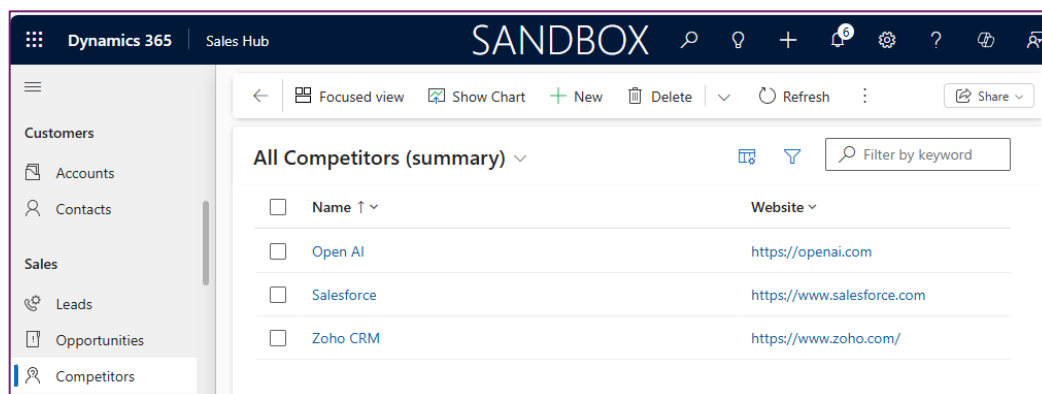 Dynamics 365 Sales Hub SANDBOX 6
Focused view Show Chart New Delete Refresh Share
Customers
Accounts
Contacts
Sales
Leads
Opportunities
Competitors
All Competitors (summary) Filter by keyword
Name ↑ Website
Open AI https://openai.com
Salesforce https://www.salesforce.com
Zoho CRM https://www.zoho.com/